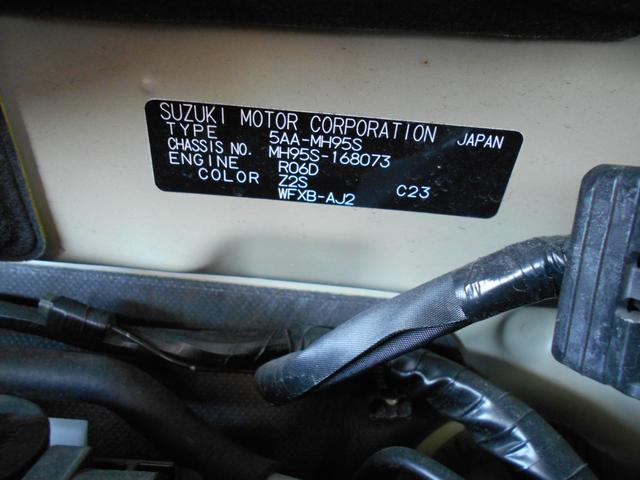 SUZUKI MOTOR CORPORATION JAPAN
TYPE 5AA-MH95S
CHASSIS NO. MH95S-168073
ENGINE R06D
COLOR Z2S C23
WFXB-AJ2